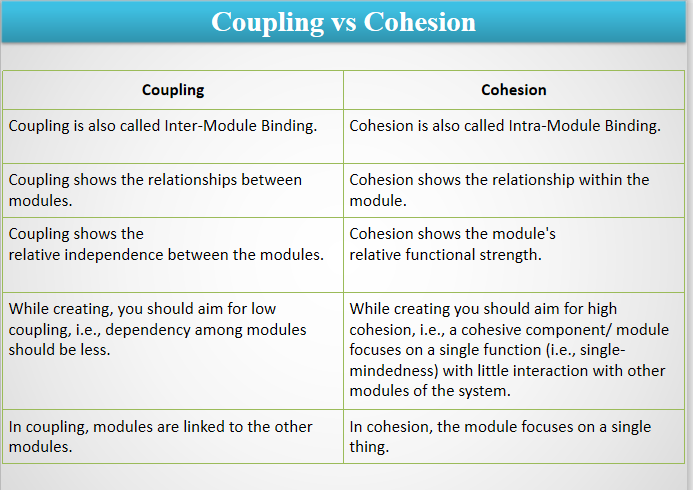 Coupling vs Cohesion
Coupling
Cohesion
Coupling is also called Inter-Module Binding.
Cohesion is also called Intra-Module Binding.
Coupling shows the relationships between
modules.
Cohesion shows the relationship within the
module.
Coupling shows the
relative independence between the modules.
Cohesion shows the module's
relative functional strength.
While creating, you should aim for low
coupling, i.e., dependency among modules
should be less.
While creating you should aim for high
cohesion, i.e., a cohesive component/ module
focuses on a single function (i.e., single-
mindedness) with little interaction with other
modules of the system.
In coupling, modules are linked to the other
modules.
In cohesion, the module focuses on a single
thing.